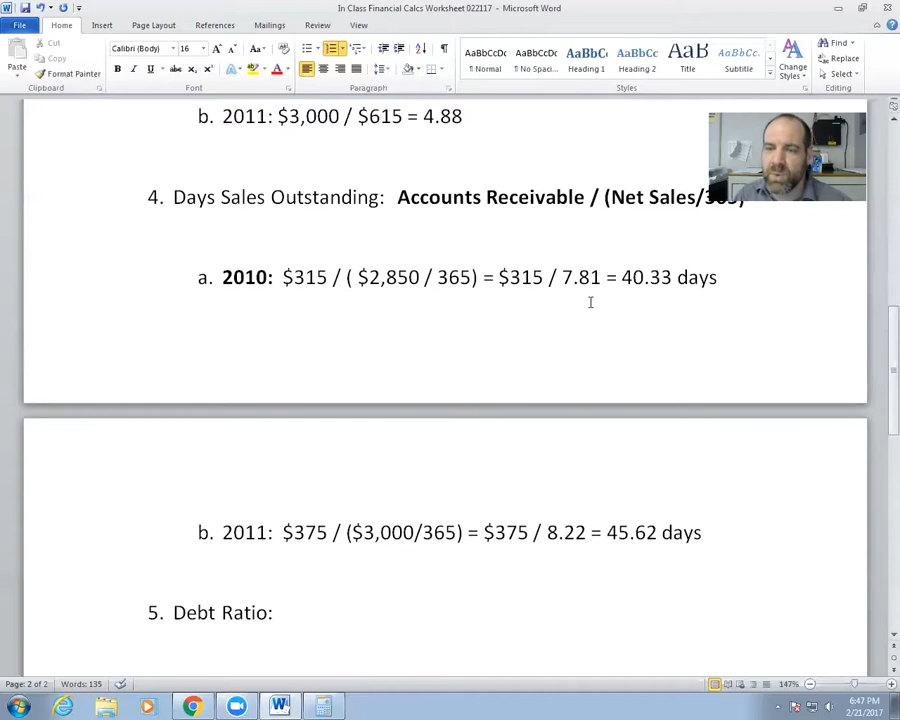 In Class Financial Calcs Worksheet 022117 - Microsoft Word
File Home Insert Page Layout References Mailings Review View
Cut
Copy
Format Painter
Paste
Clipboard
Calibri (Body) 16
Font
Paragraph
AaBbCcDc AaBbCcDc AaBbC AaBbCc AaB AaBbCc
¶ Normal ¶ No Spaci... Heading 1 Heading 2 Title Subtitle
Styles
Change Styles
Find
Replace
Select
Editing
b. 2011: $3,000 / $615 = 4.88
4. Days Sales Outstanding: Accounts Receivable / (Net Sales/365)
a. 2010: $315 / ( $2,850 / 365) = $315 / 7.81 = 40.33 days
b. 2011: $375 / ($3,000/365) = $375 / 8.22 = 45.62 days
5. Debt Ratio:
Page: 2 of 2 Words: 135 147%
6:47 PM
2/21/2017